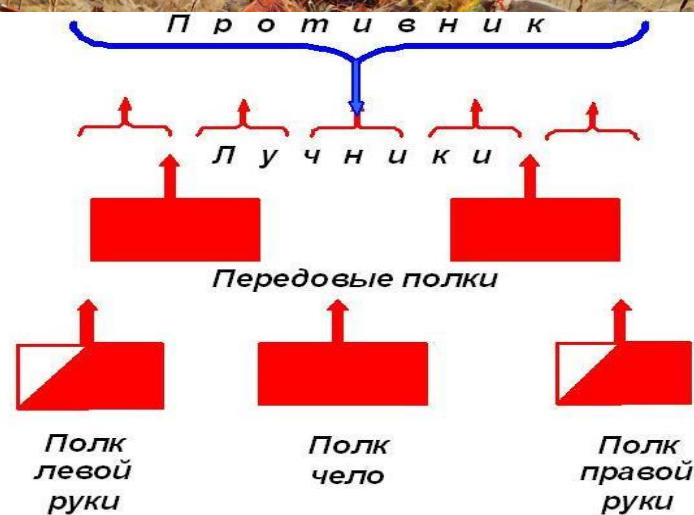 Противник
Лучники
Передовые полки
Полк
левой
руки
Полк
чело
Полк
правой
руки